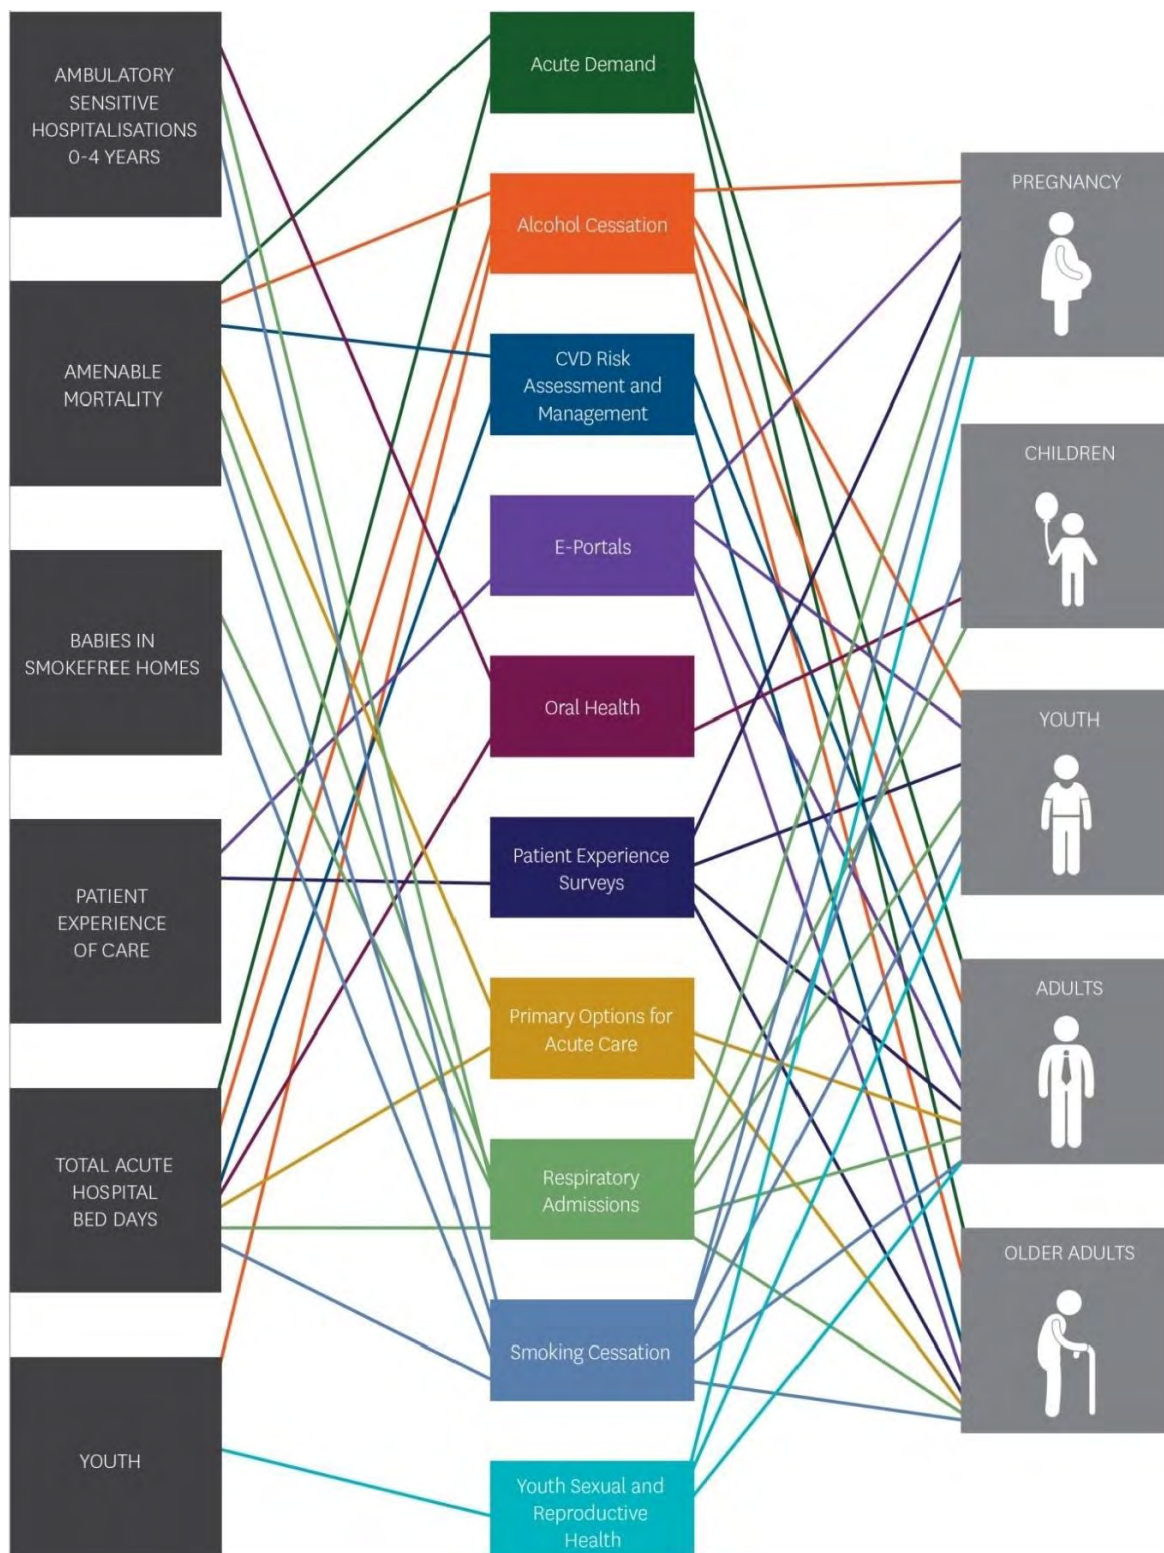 AMBULATORY
SENSITIVE
HOSPITALISATIONS
0-4 YEARS
AMENABLE
MORTALITY
BABIES IN
SMOKEFREE HOMES
PATIENT
EXPERIENCE
OF CARE
TOTAL ACUTE
HOSPITAL
BED DAYS
YOUTH
Acute Demand
Alcohol Cessation
CVD Risk
Assessment and
Management
E-Portals
Oral Health
Patient Experience
Surveys
Primary Options for
Acute Care
Respiratory
Admissions
Smoking Cessation
Youth Sexual and
Reproductive
Health
PREGNANCY
CHILDREN
YOUTH
ADULTS
OLDER ADULTS